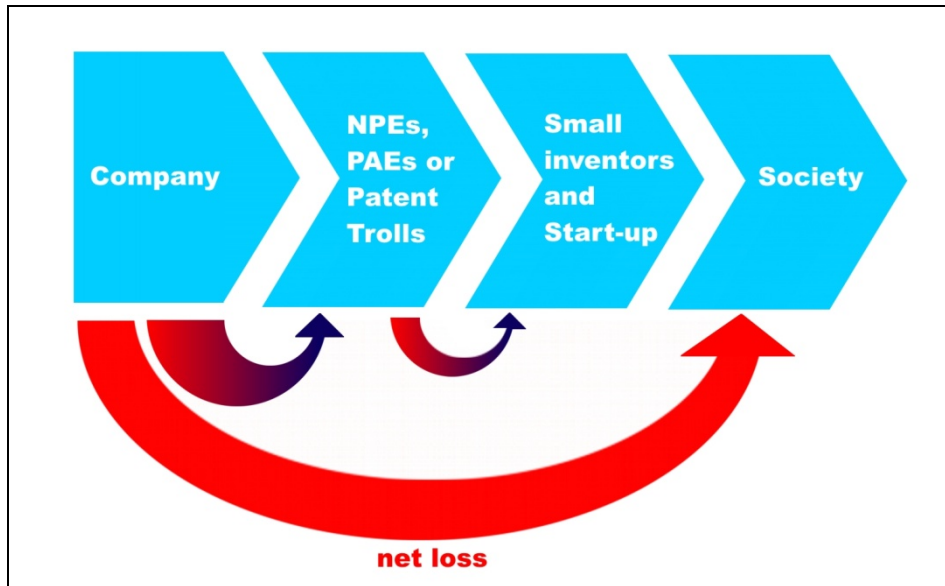 Company
NPEs,
PAEs or
Patent
Trolls
Small
inventors
and
Start-up
Society
net loss